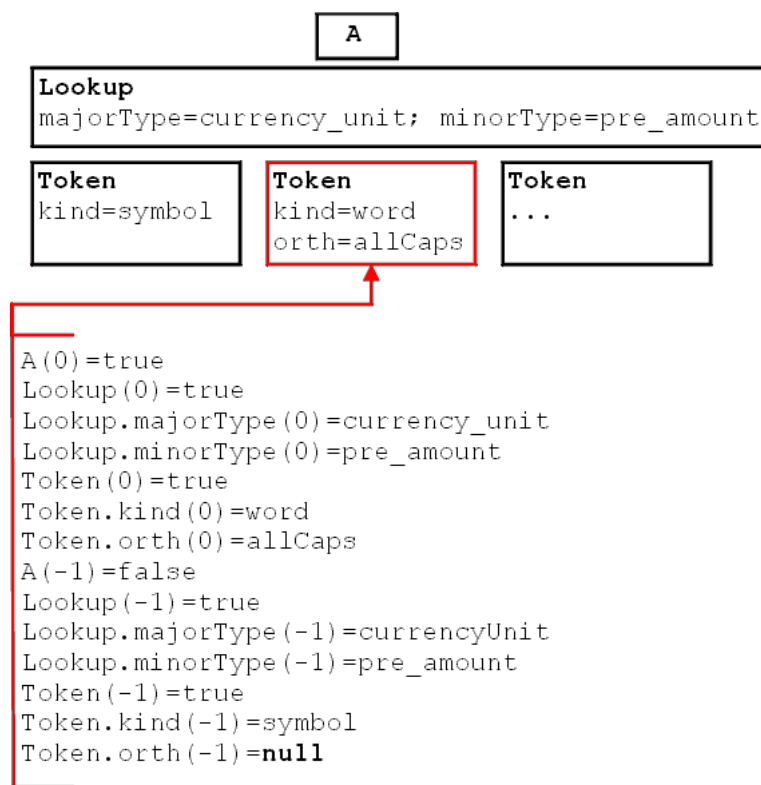 A
Lookup
majorType=currency_unit; minorType=pre_amount
Token Token Token
kind=symbol kind=word ...
orth=allCaps
A(0)=true
Lookup(0)=true
Lookup.majorType(0)=currency_unit
Lookup.minorType(0)=pre_amount
Token(0)=true
Token.kind(0)=word
Token.orth(0)=allCaps
A(-1)=false
Lookup(-1)=true
Lookup.majorType(-1)=currencyUnit
Lookup.minorType(-1)=pre_amount
Token(-1)=true
Token.kind(-1)=symbol
Token.orth(-1)=null